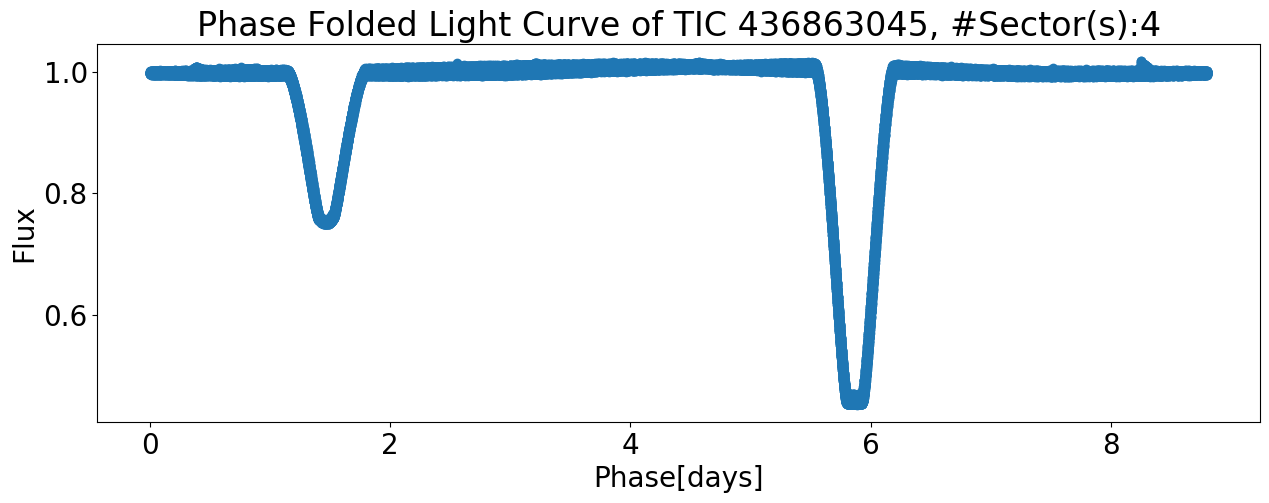 Phase Folded Light Curve of TIC 436863045, #Sector(s):4
1.0
0.8
0.6
Flux
0 2 4 6 8
Phase[days]